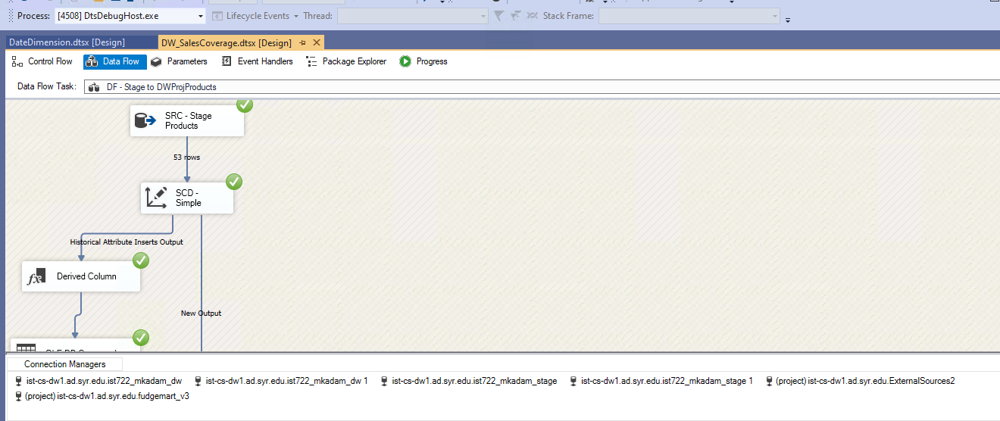 Process: [4508] DtsDebugHost.exe Lifecycle Events Thread: Stack Frame:
DateDimension.dtsx [Design] DW_SalesCoverage.dtsx [Design]
Control Flow Data Flow Parameters Event Handlers Package Explorer Progress
Data Flow Task: DF - Stage to DWProjProducts
SRC - Stage
Products
53 rows
SCD -
Simple
Historical Attribute Inserts Output
Derived Column
New Output
Connection Managers
ist-cs-dw1.ad.syr.edu.ist722_mkadam_dw ist-cs-dw1.ad.syr.edu.ist722_mkadam_dw 1 ist-cs-dw1.ad.syr.edu.ist722_mkadam_stage ist-cs-dw1.ad.syr.edu.ist722_mkadam_stage 1 (project) ist-cs-dw1.ad.syr.edu.ExternalSources2
(project) ist-cs-dw1.ad.syr.edu.fudgemart_v3